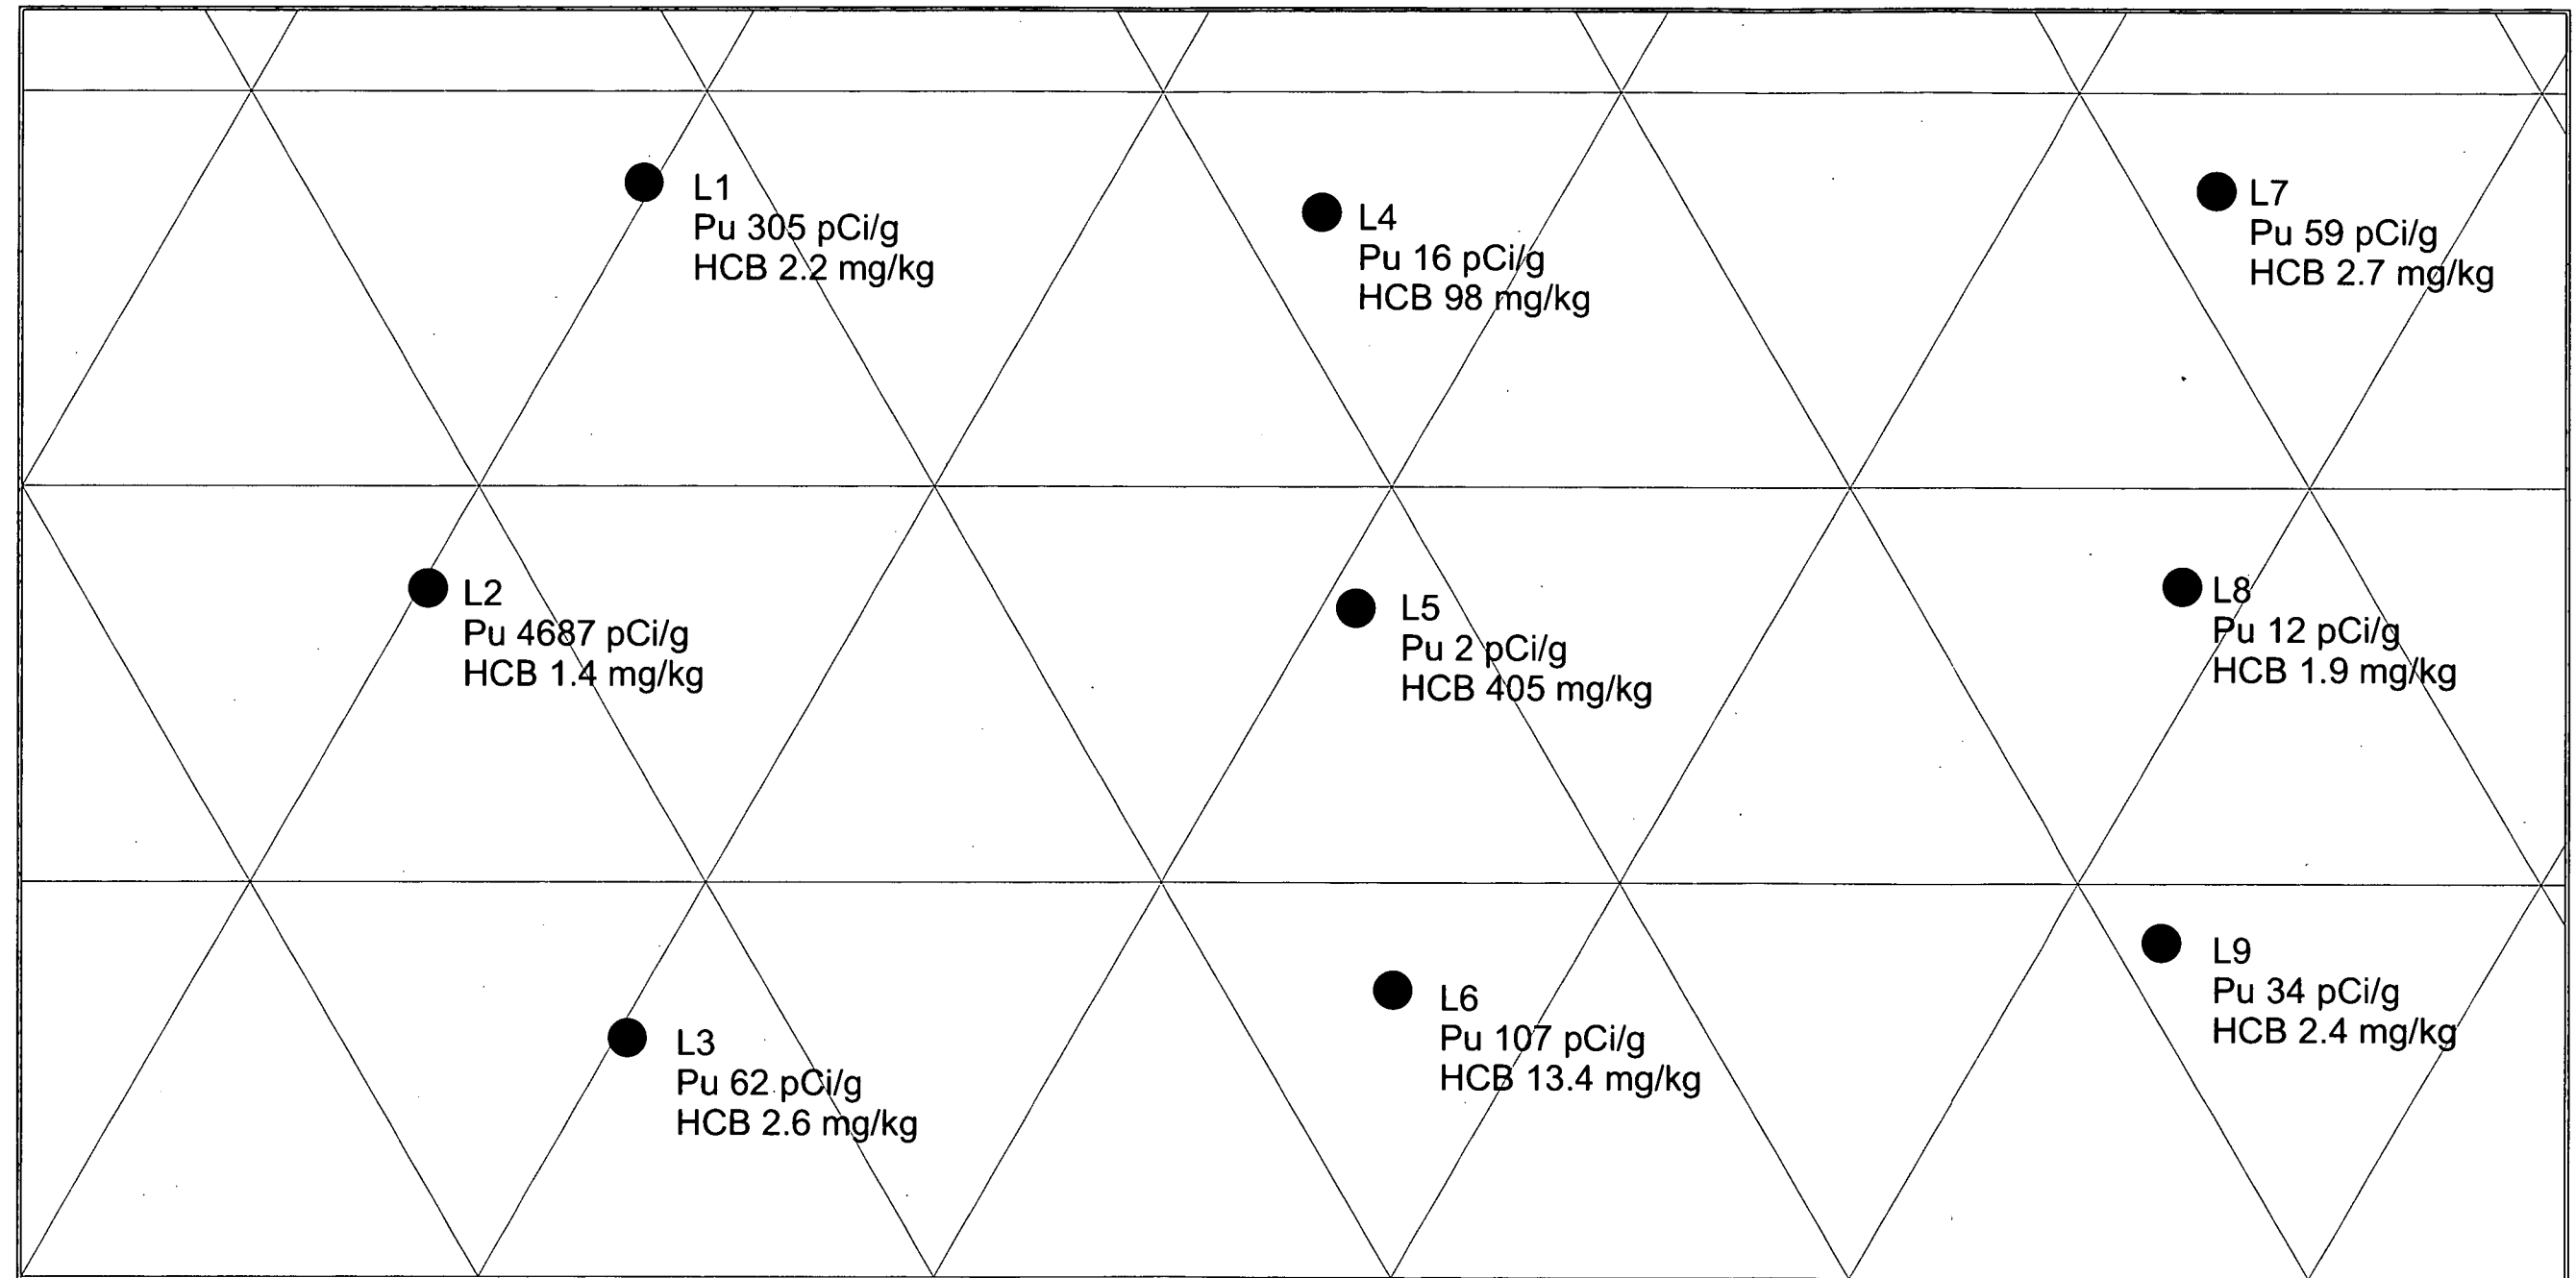 L1
Pu 305 pCi/g
HCB 2.2 mg/kg
L4
Pu 16 pCi/g
HCB 98 mg/kg
L7
Pu 59 pCi/g
HCB 2.7 mg/kg
L2
Pu 4687 pCi/g
HCB 1.4 mg/kg
L5
Pu 2 pCi/g
HCB 405 mg/kg
L8
Pu 12 pCi/g
HCB 1.9 mg/kg
L3
Pu 62 pCi/g
HCB 2.6 mg/kg
L6
Pu 107 pCi/g
HCB 13.4 mg/kg
L9
Pu 34 pCi/g
HCB 2.4 mg/kg